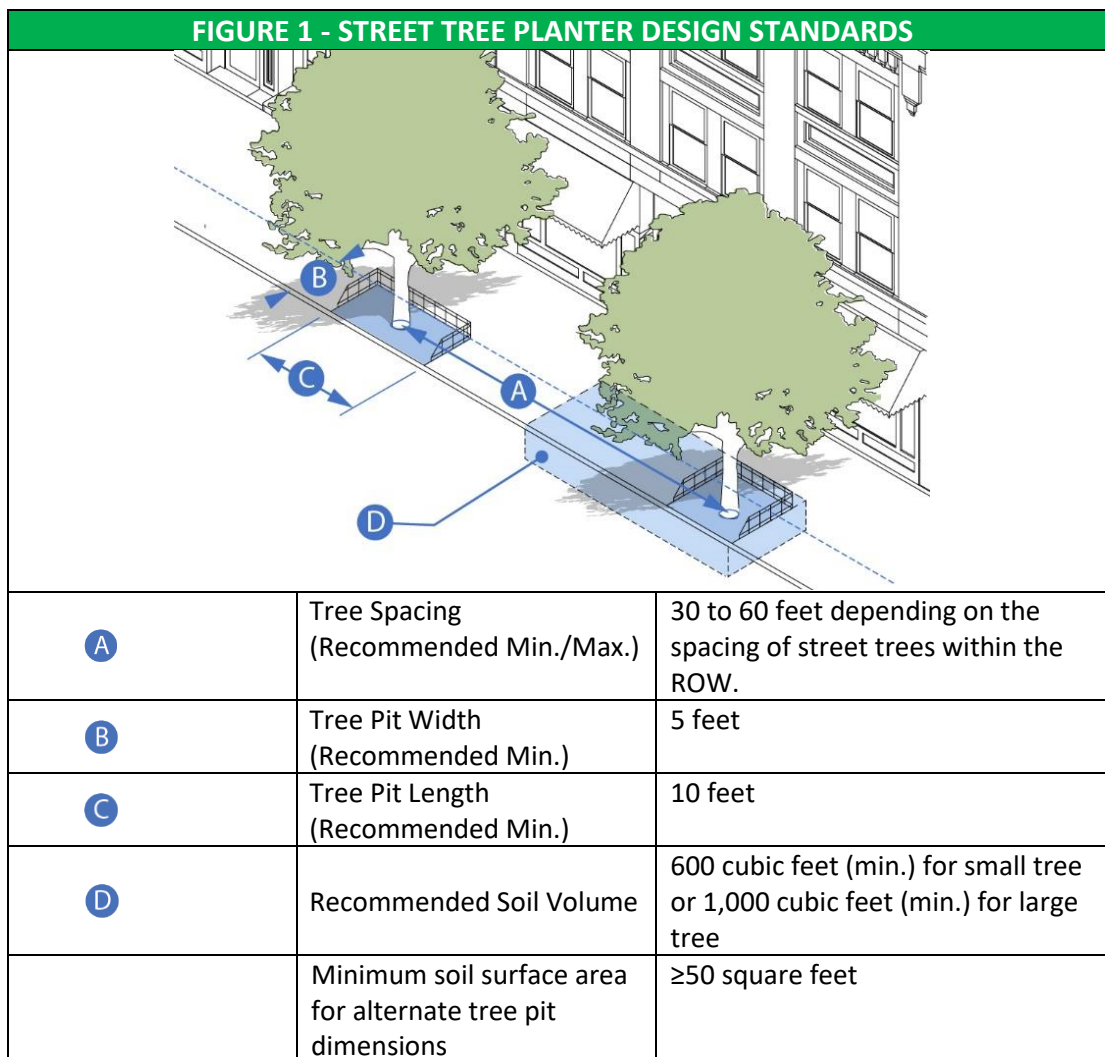 FIGURE 1 - STREET TREE PLANTER DESIGN STANDARDS
B
C
A
D
A
Tree Spacing
(Recommended Min./Max.)
30 to 60 feet depending on the
spacing of street trees within the
ROW.
B
Tree Pit Width
(Recommended Min.)
5 feet
C
Tree Pit Length
(Recommended Min.)
10 feet
D
Recommended Soil Volume
600 cubic feet (min.) for small tree
or 1,000 cubic feet (min.) for large
tree
Minimum soil surface area
for alternate tree pit
dimensions
≥50 square feet